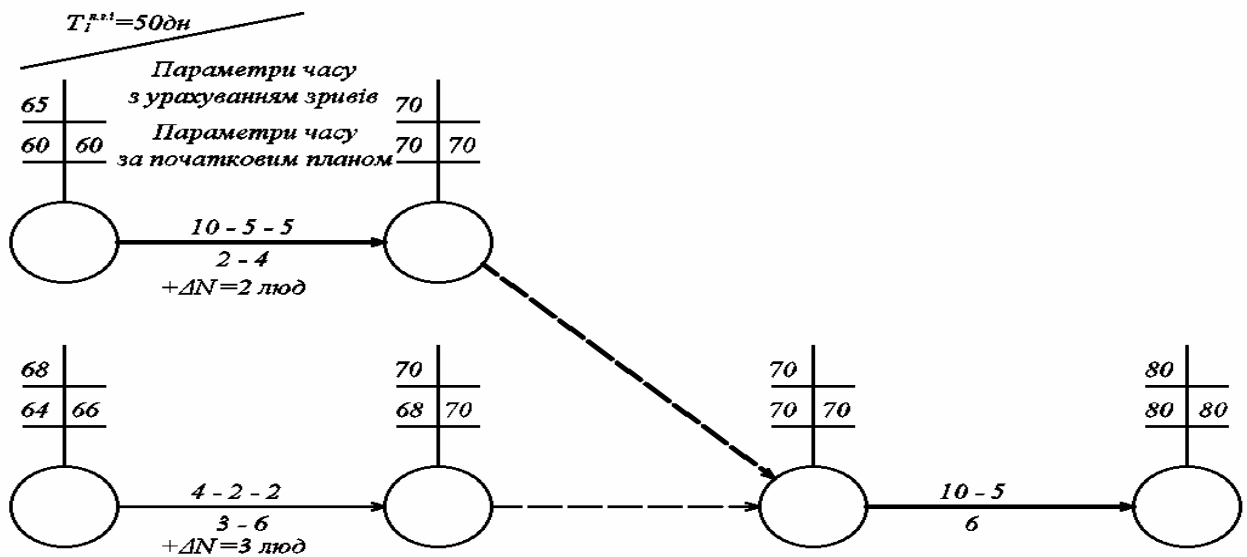 Tᵢⁿ·ᵍ·ⁱ=50дн
Параметри часу
з урахуванням зривів
65
70
Параметри часу
за початковим планом
60 60
70 70
10 - 5 - 5
2 - 4
+ΔN=2 люд
68
70
70
80
64 66
68 70
70 70
80 80
4 - 2 - 2
3 - 6
+ΔN=3 люд
10 - 5
6